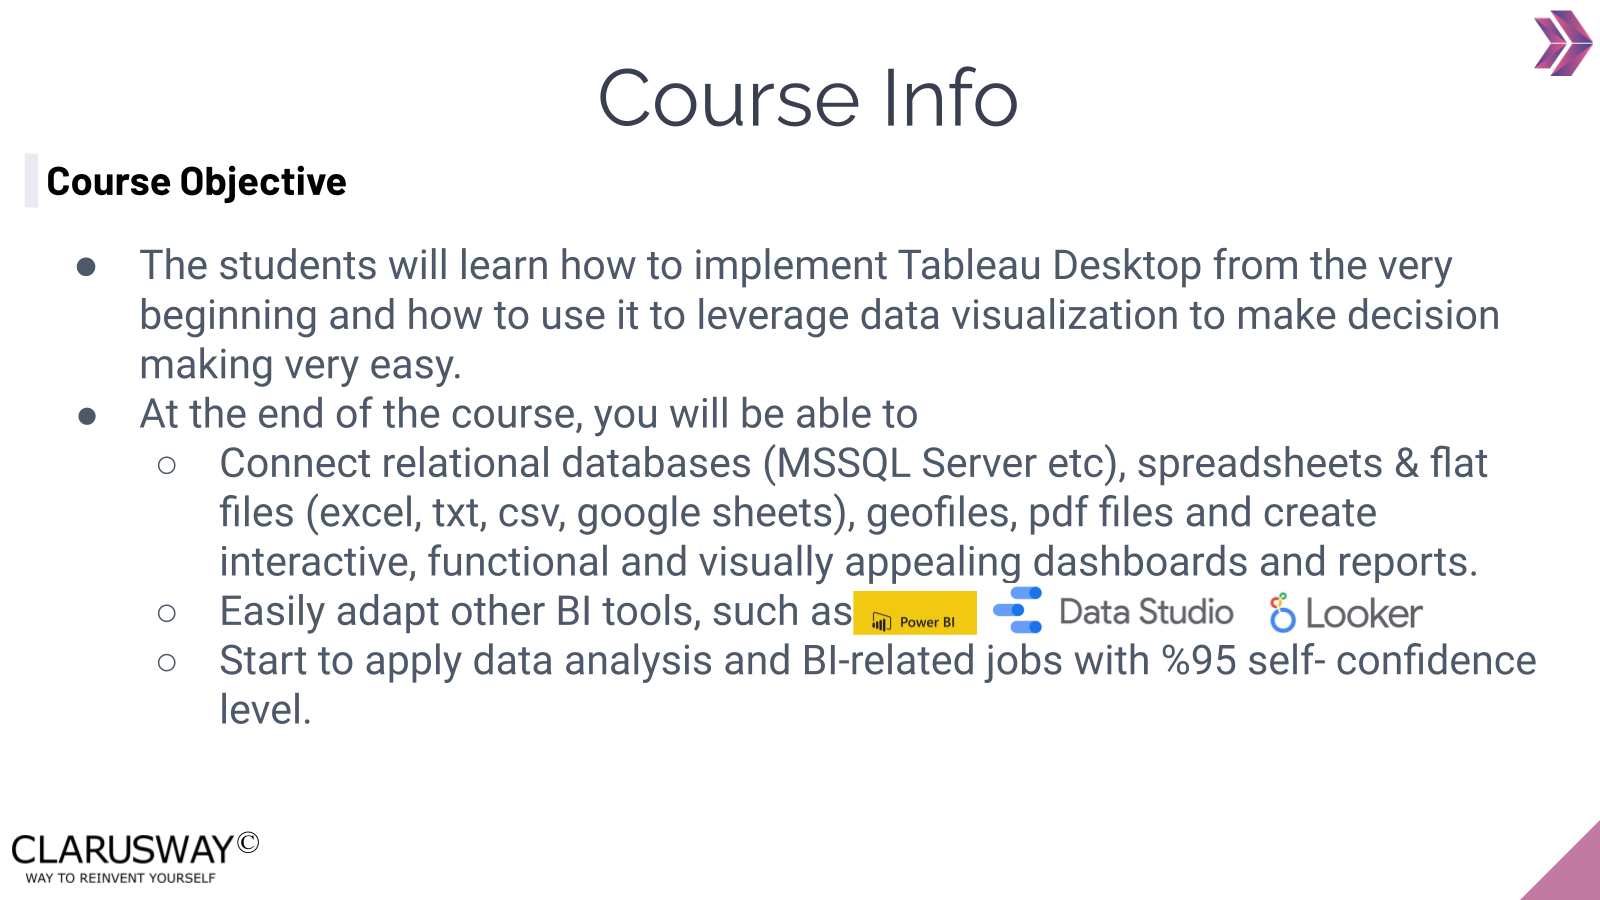 Course Info
Course Objective
● The students will learn how to implement Tableau Desktop from the very
beginning and how to use it to leverage data visualization to make decision
making very easy.
● At the end of the course, you will be able to
○ Connect relational databases (MSSQL Server etc), spreadsheets & flat
files (excel, txt, csv, google sheets), geofiles, pdf files and create
interactive, functional and visually appealing dashboards and reports.
○ Easily adapt other BI tools, such as Power BI Data Studio Looker
○ Start to apply data analysis and BI-related jobs with %95 self- confidence
level.
CLARUSWAY©
WAY TO REINVENT YOURSELF